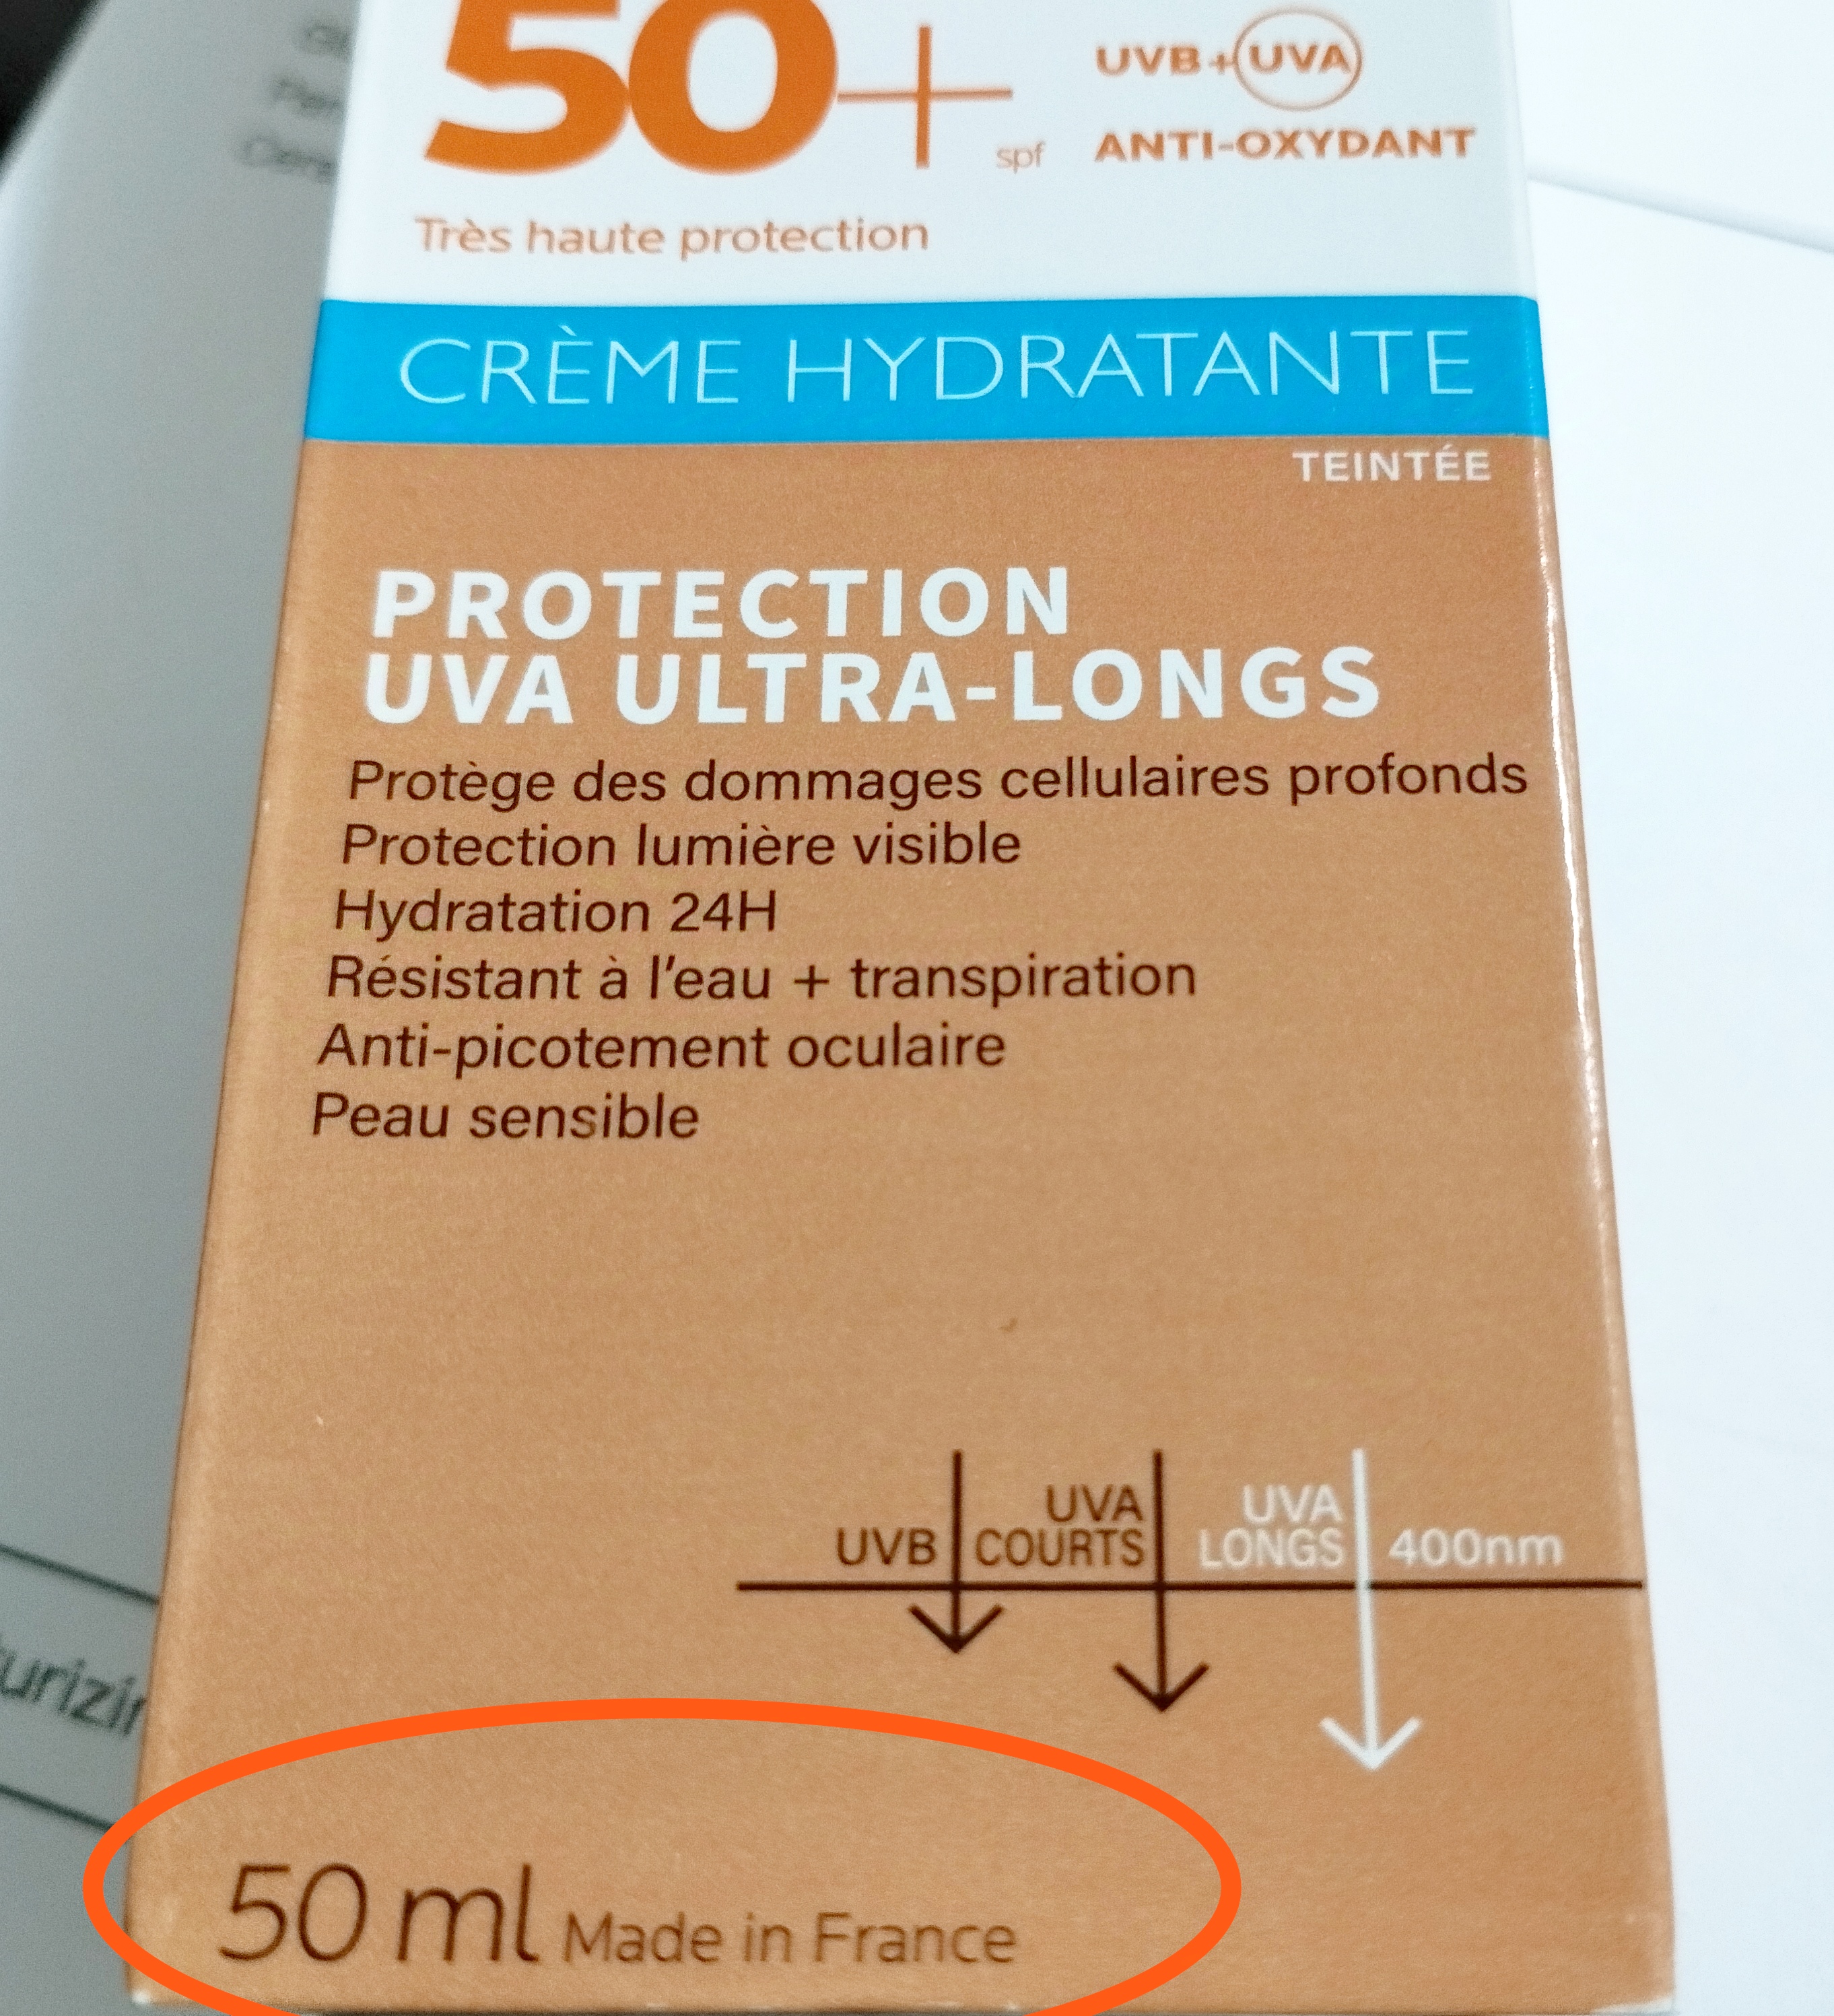 50+ spf
UVB+UVA
ANTI-OXYDANT
Très haute protection
CRÈME HYDRATANTE
TEINTÉE
PROTECTION
UVA ULTRA-LONGS
Protège des dommages cellulaires profonds
Protection lumière visible
Hydratation 24H
Résistant à l'eau + transpiration
Anti-picotement oculaire
Peau sensible
UVB
UVA
COURTS
UVA
LONGS
400nm
50 ml Made in France